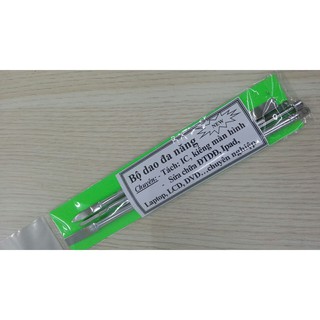 Bộ dao đa năng
NEW
Chuyên: - Tách: IC, kiếng màn hình
- Sửa chữa ĐTDĐ, Ipad,
Laptop, LCD, DVD...chuyên nghiệp